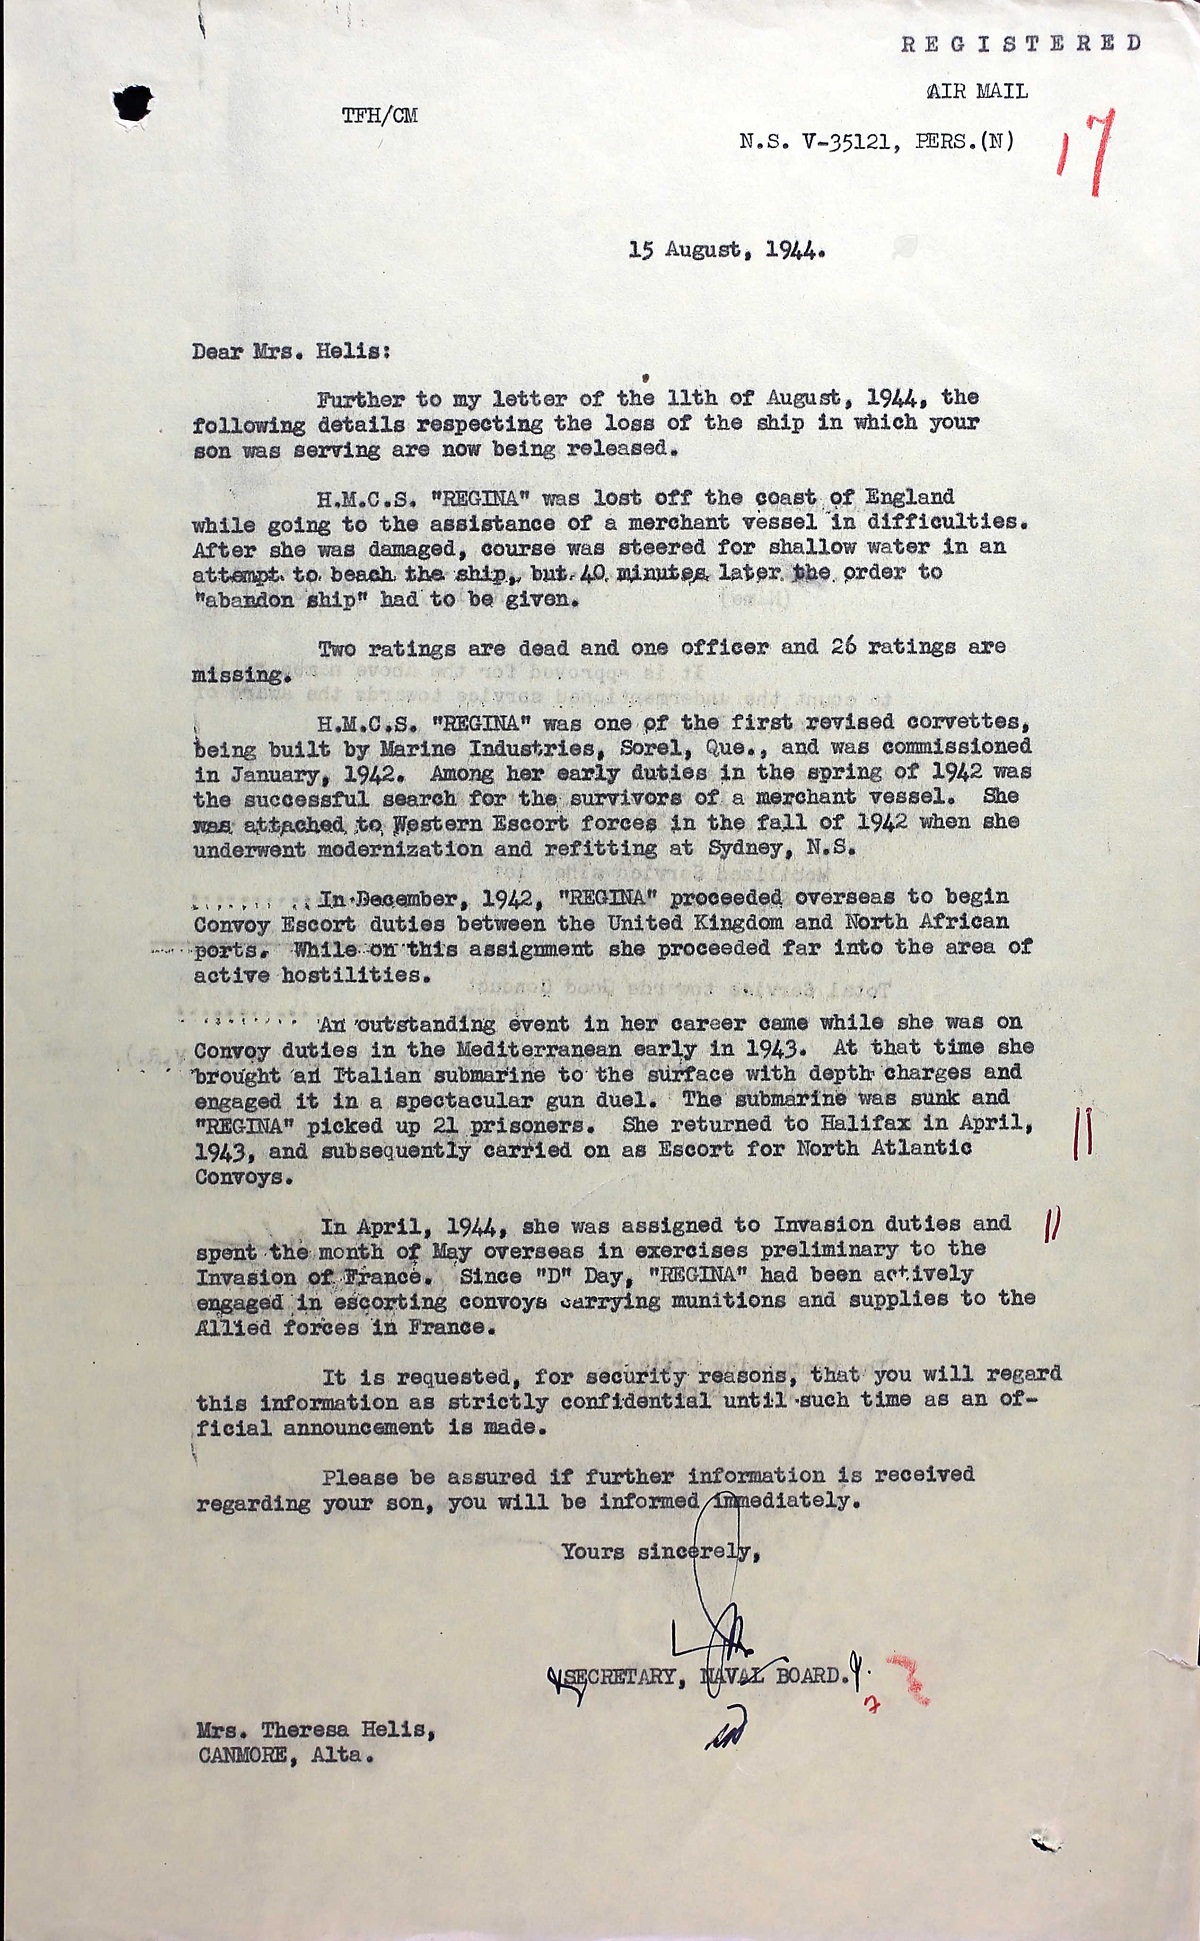 REGISTERED
AIR MAIL
TFH/CM
N.S. V-35121, PERS.(N)
17
15 August, 1944.
Dear Mrs. Helis:
Further to my letter of the 11th of August, 1944, the
following details respecting the loss of the ship in which your
son was serving are now being released.
H.M.C.S. "REGINA" was lost off the coast of England
while going to the assistance of a merchant vessel in difficulties.
After she was damaged, course was steered for shallow water in an
attempt to beach the ship, but 40 minutes later the order to
"abandon ship" had to be given.
Two ratings are dead and one officer and 26 ratings are
missing.
H.M.C.S. "REGINA" was one of the first revised corvettes,
being built by Marine Industries, Sorel, Que., and was commissioned
in January, 1942. Among her early duties in the spring of 1942 was
the successful search for the survivors of a merchant vessel. She
was attached to Western Escort forces in the fall of 1942 when she
underwent modernization and refitting at Sydney, N.S.
In December, 1942, "REGINA" proceeded overseas to begin
Convoy Escort duties between the United Kingdom and North African
ports. While on this assignment she proceeded far into the area of
active hostilities.
An outstanding event in her career came while she was on
Convoy duties in the Mediterranean early in 1943. At that time she
brought an Italian submarine to the surface with depth charges and
engaged it in a spectacular gun duel. The submarine was sunk and
"REGINA" picked up 21 prisoners. She returned to Halifax in April,
1943, and subsequently carried on as Escort for North Atlantic
Convoys.
In April, 1944, she was assigned to Invasion duties and
spent the month of May overseas in exercises preliminary to the
Invasion of France. Since "D" Day, "REGINA" had been actively
engaged in escorting convoys carrying munitions and supplies to the
Allied forces in France.
It is requested, for security reasons, that you will regard
this information as strictly confidential until such time as an of-
ficial announcement is made.
Please be assured if further information is received
regarding your son, you will be informed immediately.
Yours sincerely,
SECRETARY, NAVAL BOARD.
Mrs. Theresa Helis,
CANMORE, Alta.